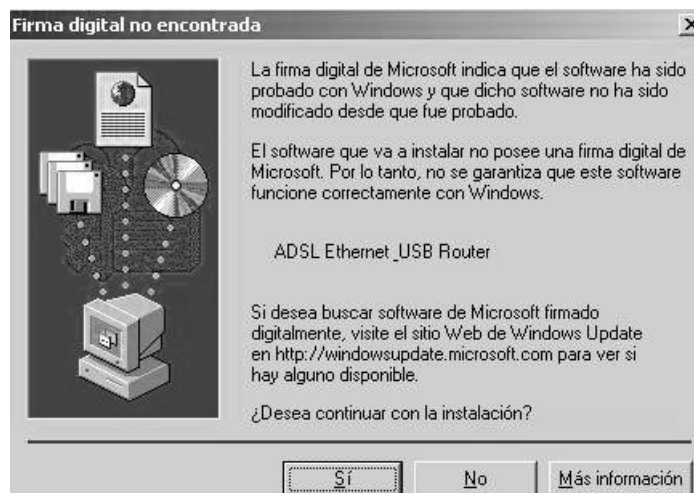 Firma digital no encontrada
La firma digital de Microsoft indica que el software ha sido
probado con Windows y que dicho software no ha sido
modificado desde que fue probado.
El software que va a instalar no posee una firma digital de
Microsoft. Por lo tanto, no se garantiza que este software
funcione correctamente con Windows.
ADSL Ethernet_USB Router
Si desea buscar software de Microsoft firmado
digitalmente, visite el sitio Web de Windows Update
en http://windowsupdate.microsoft.com para ver si
hay alguno disponible.
¿Desea continuar con la instalación?
Sí No Más información